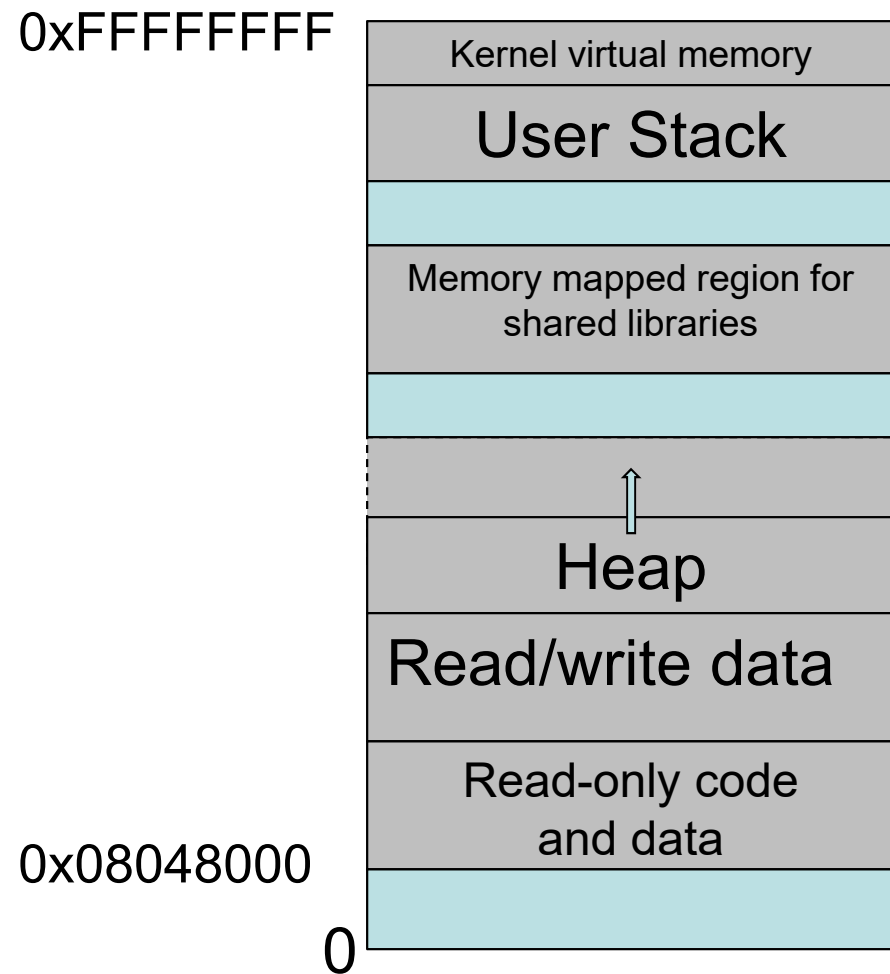 0xFFFFFFFF
Kernel virtual memory
User Stack
Memory mapped region for
shared libraries
Heap
Read/write data
Read-only code
and data
0x08048000
0